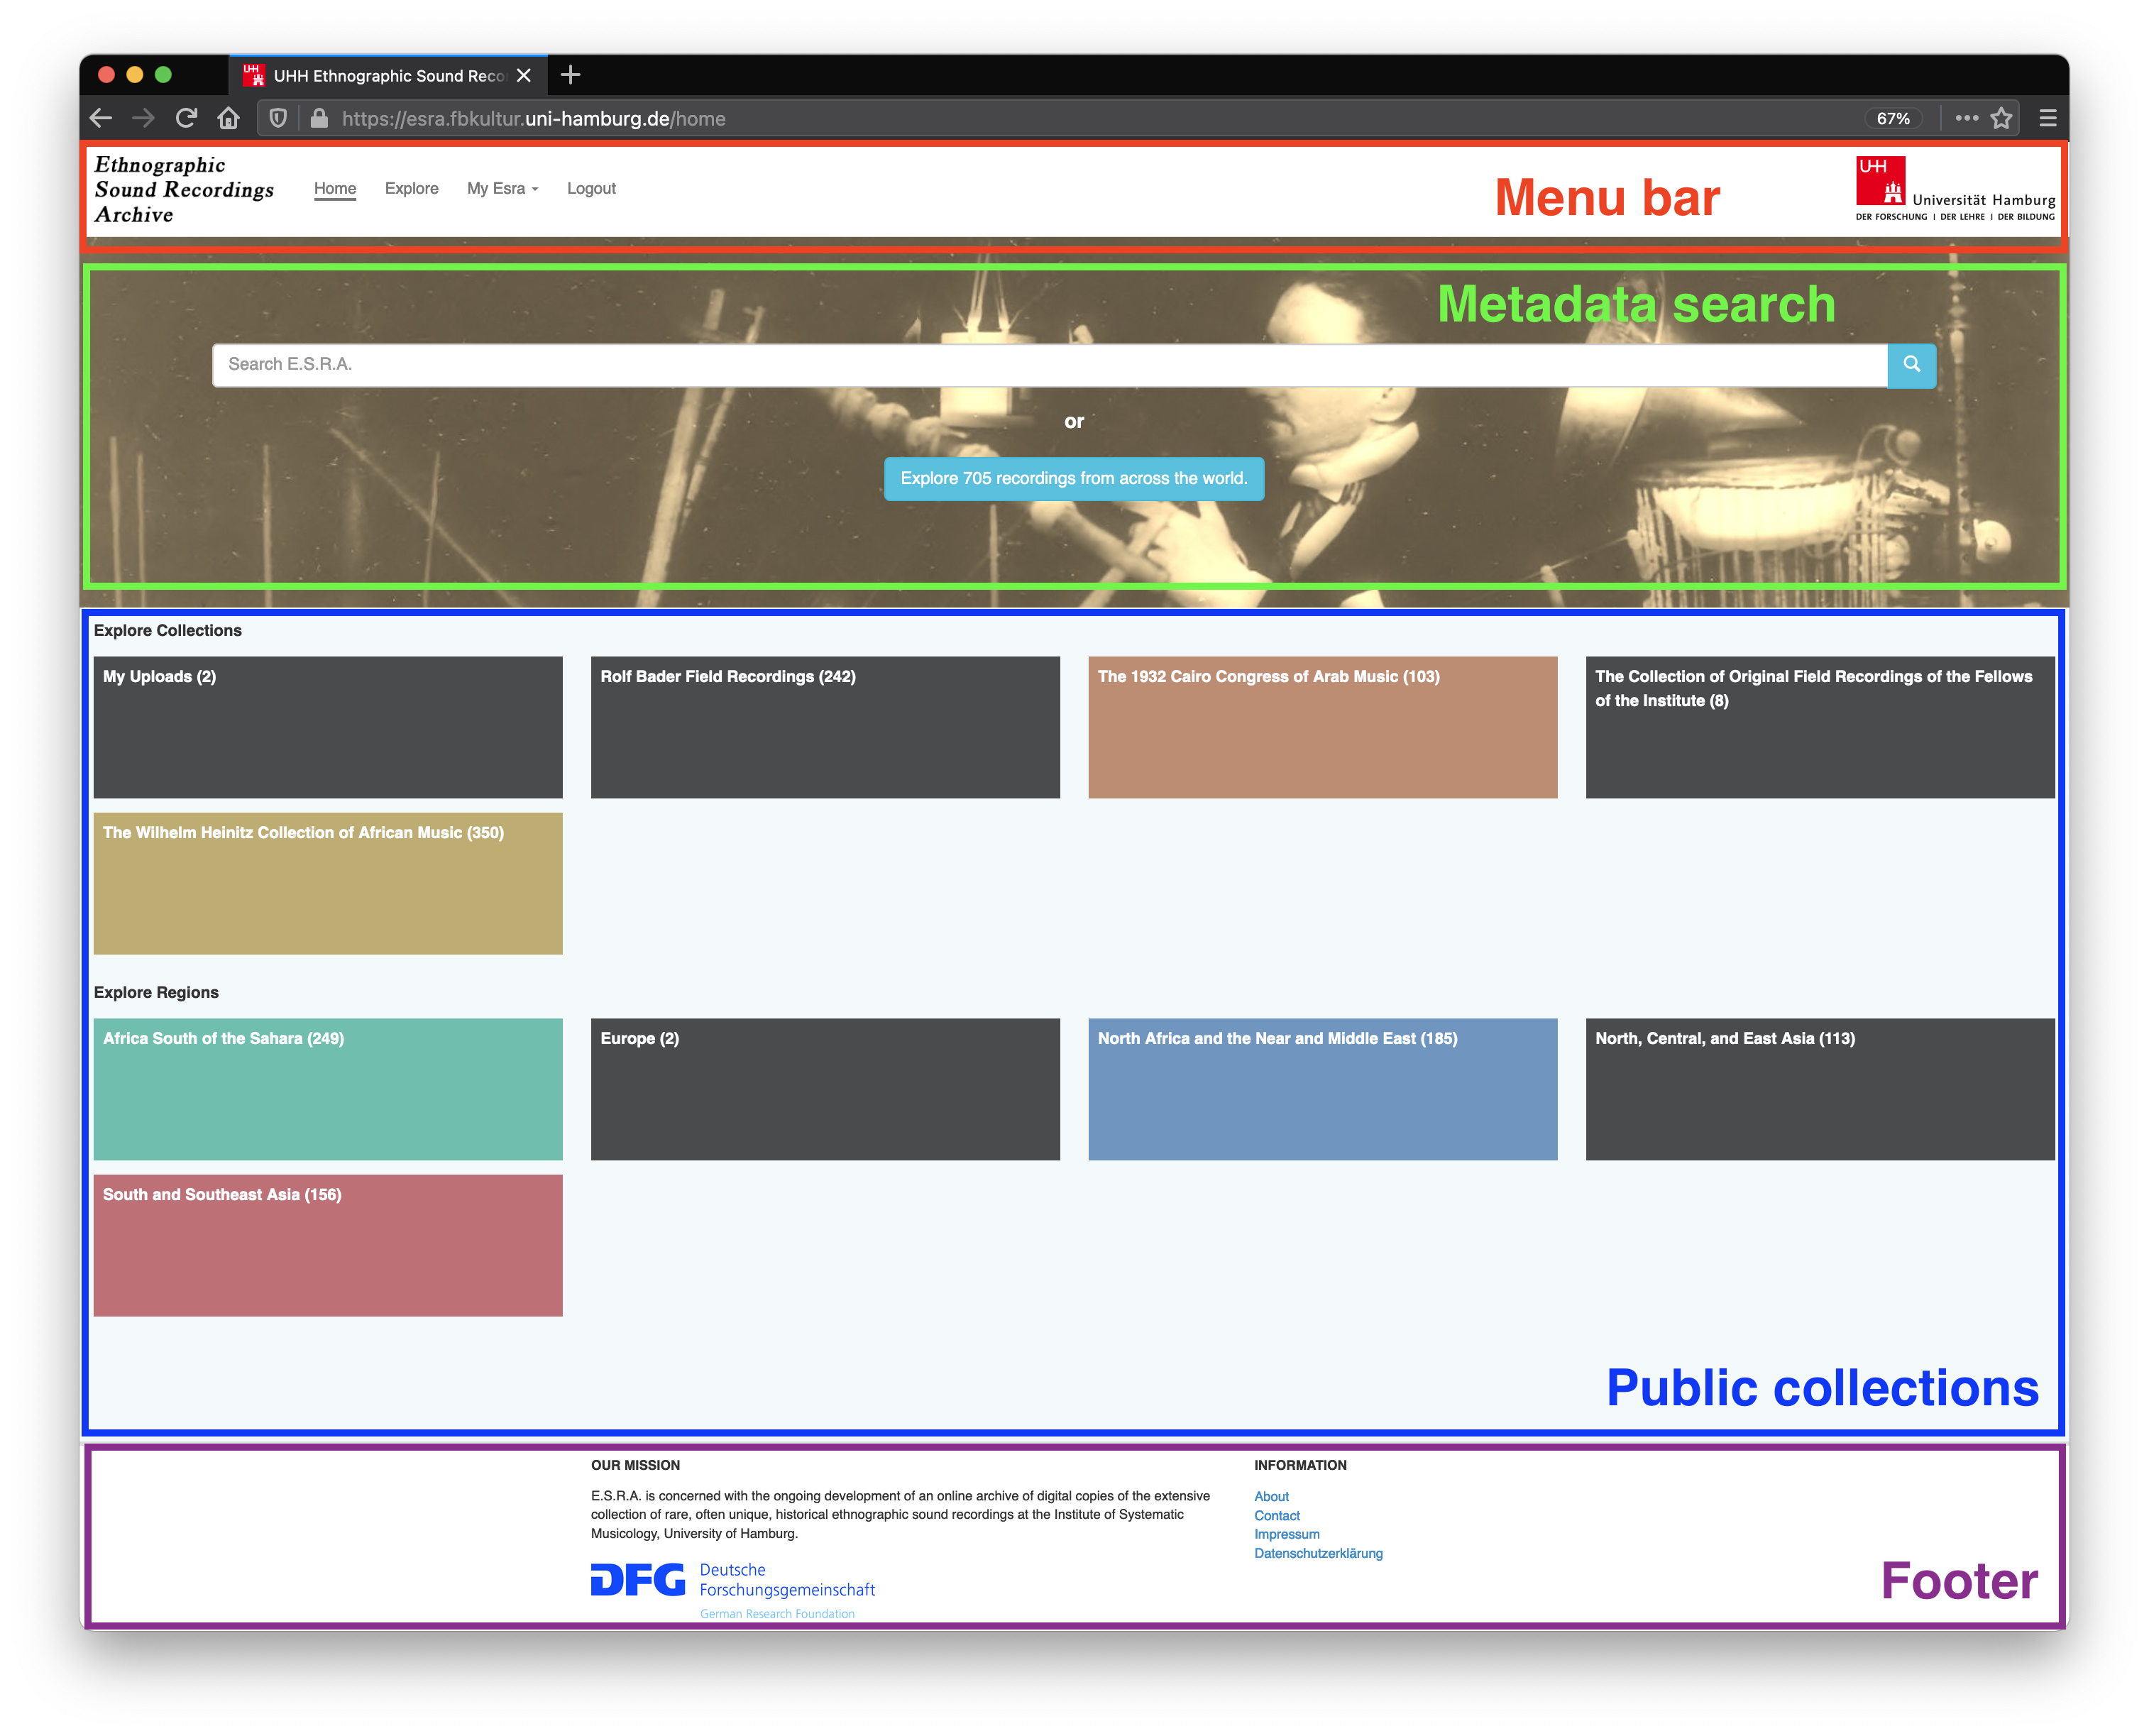 UHH Ethnographic Sound Reco
https://esra.fbkultur.uni-hamburg.de/home
67%
Ethnographic
Sound Recordings
Archive
Home
Explore
My Esra
Logout
Menu bar
UHH
Universität Hamburg
DER FORSCHUNG | DER LEHRE | DER BILDUNG
Metadata search
Search E.S.R.A.
or
Explore 705 recordings from across the world.
Explore Collections
My Uploads (2)
Rolf Bader Field Recordings (242)
The 1932 Cairo Congress of Arab Music (103)
The Collection of Original Field Recordings of the Fellows
of the Institute (8)
The Wilhelm Heinitz Collection of African Music (350)
Explore Regions
Africa South of the Sahara (249)
Europe (2)
North Africa and the Near and Middle East (185)
North, Central, and East Asia (113)
South and Southeast Asia (156)
Public collections
OUR MISSION
E.S.R.A. is concerned with the ongoing development of an online archive of digital copies of the extensive
collection of rare, often unique, historical ethnographic sound recordings at the Institute of Systematic
Musicology, University of Hamburg.
DFG
Deutsche
Forschungsgemeinschaft
German Research Foundation
INFORMATION
About
Contact
Impressum
Datenschutzerklärung
Footer